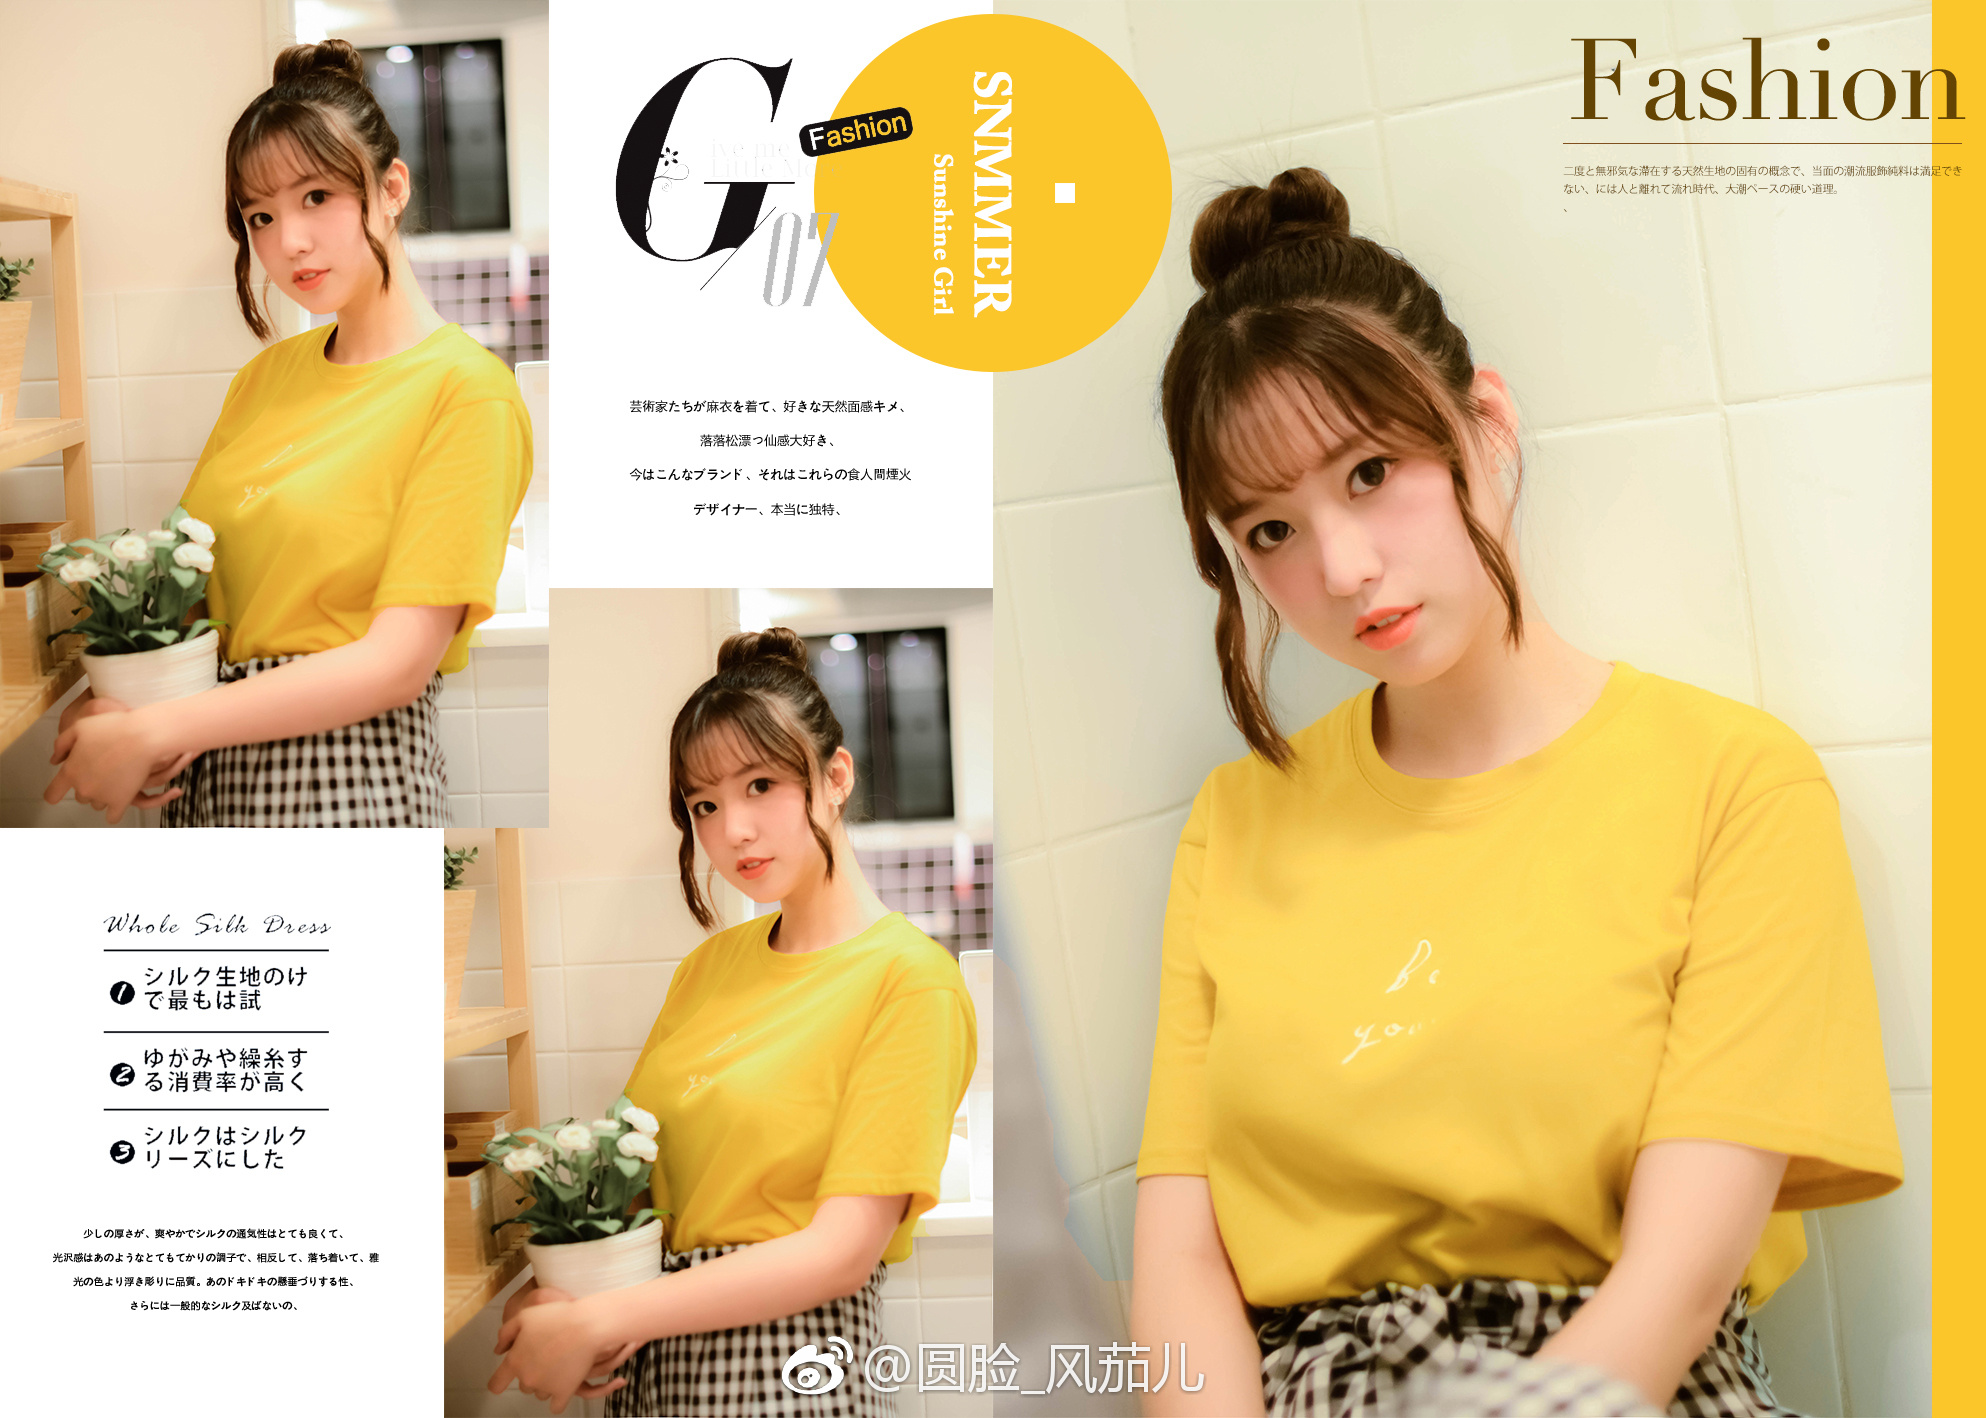 G
Fashion
07
SNMMER
Sunshine Girl
Fashion
二度と無邪気な滞在する天然生地の固有の概念で、当面の潮流服飾純料は満足でき
ない、には人と離れて流れ時代、大潮ベースの硬い道理。
、
芸術家たちが麻衣を着て、好きな天然面感キメ、
落落松漂つ仙感大好き、
今はこんなブランド、それはこれらの食人間煙火
デザイナー、本当に独特、
Whole Silk Dress
1 シルク生地のけ
で最もは試
2 ゆがみや繰糸す
る消費率が高く
3 シルクはシルク
リーズにした
少しの厚さが、爽やかでシルクの通気性はとても良くて、
光沢感はあのようなとてもてかりの調子で、相反して、落ち着いて、雅
光の色より浮き彫りに品質。あのドキドキの懸垂づりする性、
さらには一般的なシルク及ばないの、
be
you
@圆脸_风茄儿